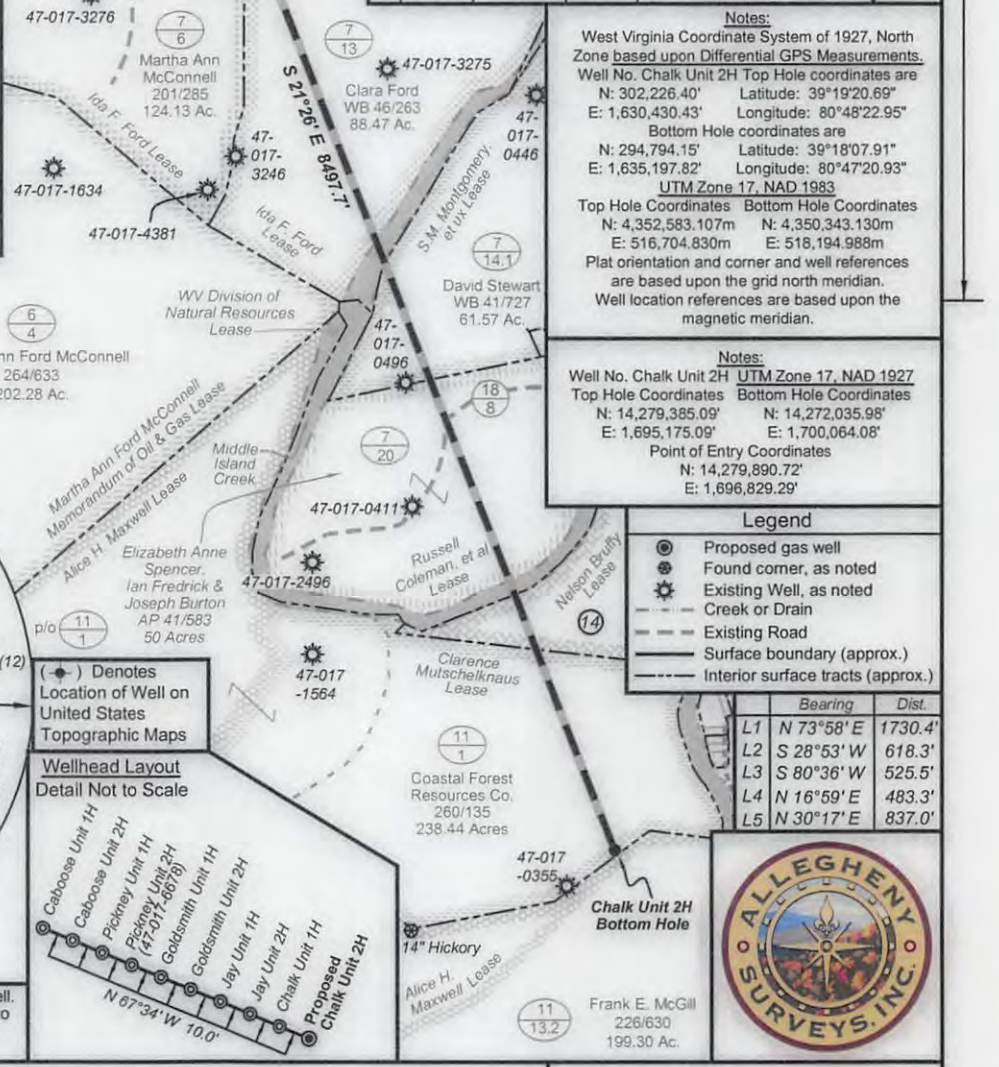 47-017-3276
7
6
Martha Ann
McConnell
201/285
124.13 Ac.
7
13
47-017-3275
Clara Ford
WB 46/263
88.47 Ac.
S 21°26' E 8497.7'
47-
017-
0446
47-
017-
3246
Ida F. Ford Lease
47-017-1634
47-017-4381
Ida F. Ford
Lease
S.M. Montgomery,
et ux Lease
7
14.1
David Stewart
WB 41/727
61.57 Ac.
WV Division of
Natural Resources
Lease
6
4
nn Ford McConnell
264/633
202.28 Ac.
47-
017-
0496
18
8
7
20
Martha Ann Ford McConnell
Memorandum of Oil & Gas Lease
Alice H. Maxwell Lease
Middle
Island
Creek
47-017-0411
Elizabeth Anne
Spencer,
Ian Fredrick &
Joseph Burton
AP 41/583
50 Acres
47-017-2496
Russell
Coleman, et al
Lease
Nelson Bruffy
Lease
14
p/o
11
1
(12)
47-017
-1564
Clarence
Mutschelknaus
Lease
11
1
Coastal Forest
Resources Co.
260/135
238.44 Acres
47-017
-0355
Chalk Unit 2H
Bottom Hole
14" Hickory
Alice H.
Maxwell Lease
11
13.2
Frank E. McGill
226/630
199.30 Ac.
Notes:
West Virginia Coordinate System of 1927, North
Zone based upon Differential GPS Measurements.
Well No. Chalk Unit 2H Top Hole coordinates are
N: 302,226.40' Latitude: 39°19'20.69"
E: 1,630,430.43' Longitude: 80°48'22.95"
Bottom Hole coordinates are
N: 294,794.15' Latitude: 39°18'07.91"
E: 1,635,197.82' Longitude: 80°47'20.93"
UTM Zone 17, NAD 1983
Top Hole Coordinates Bottom Hole Coordinates
N: 4,352,583.107m N: 4,350,343.130m
E: 516,704.830m E: 518,194.988m
Plat orientation and corner and well references
are based upon the grid north meridian.
Well location references are based upon the
magnetic meridian.
Notes:
Well No. Chalk Unit 2H UTM Zone 17, NAD 1927
Top Hole Coordinates Bottom Hole Coordinates
N: 14,279,385.09' N: 14,272,035.98'
E: 1,695,175.09' E: 1,700,064.08'
Point of Entry Coordinates
N: 14,279,890.72'
E: 1,696,829.29'
Legend
Proposed gas well
Found corner, as noted
Existing Well, as noted
Creek or Drain
Existing Road
Surface boundary (approx.)
Interior surface tracts (approx.)
Bearing Dist.
L1 N 73°58' E 1730.4'
L2 S 28°53' W 618.3'
L3 S 80°36' W 525.5'
L4 N 16°59' E 483.3'
L5 N 30°17' E 837.0'
( ) Denotes
Location of Well on
United States
Topographic Maps
Wellhead Layout
Detail Not to Scale
Caboose Unit 1H
Caboose Unit 2H
Pickney Unit 1H
Pickney Unit 2H
(47-017-6678)
Goldsmith Unit 1H
Goldsmith Unit 2H
Jay Unit 1H
Jay Unit 2H
Chalk Unit 1H
Proposed
Chalk Unit 2H
N 67°34' W 10.0'
ell.
o
ALLEGHENY
SURVEYS, INC.